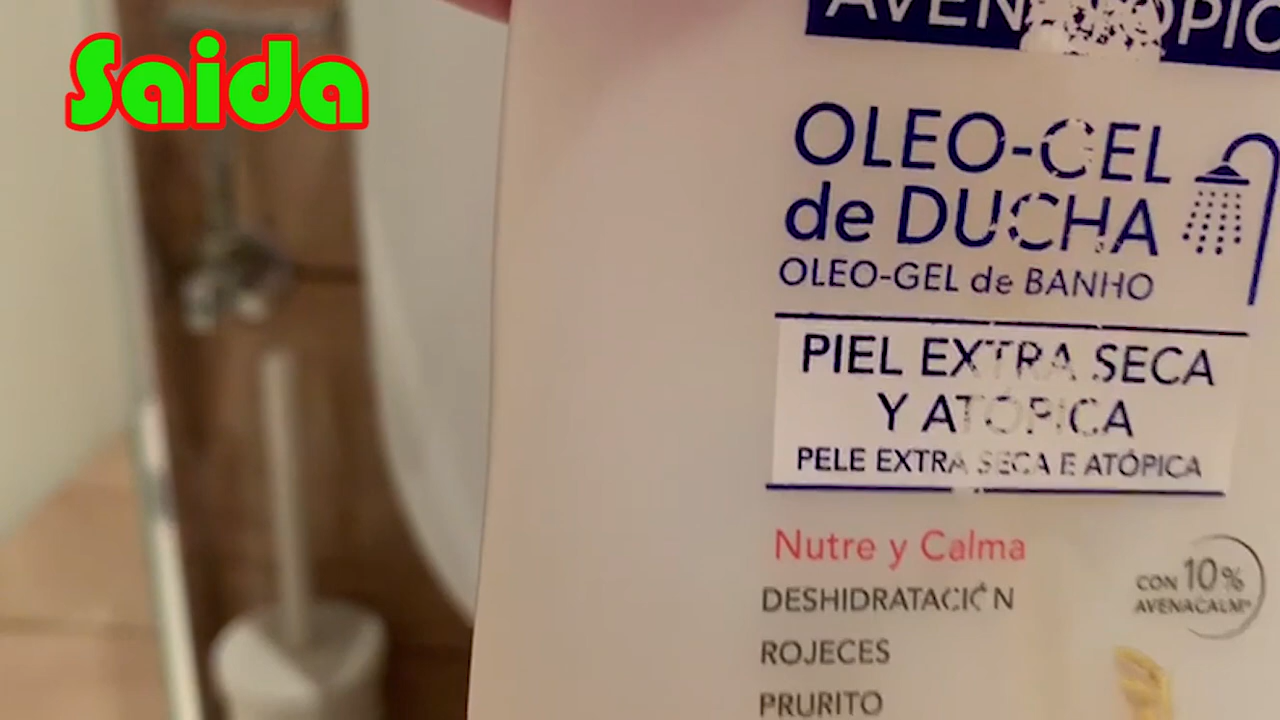 Saida
OLEO-GEL
de DUCHA
OLEO-GEL de BANHO
PIEL EXTRA SECA
Y ATÓPICA
PELE EXTRA SECA E ATÓPICA
Nutre y Calma
CON 10%
AVENACALM
DESHIDRATACIÓN
ROJECES
PRURITO